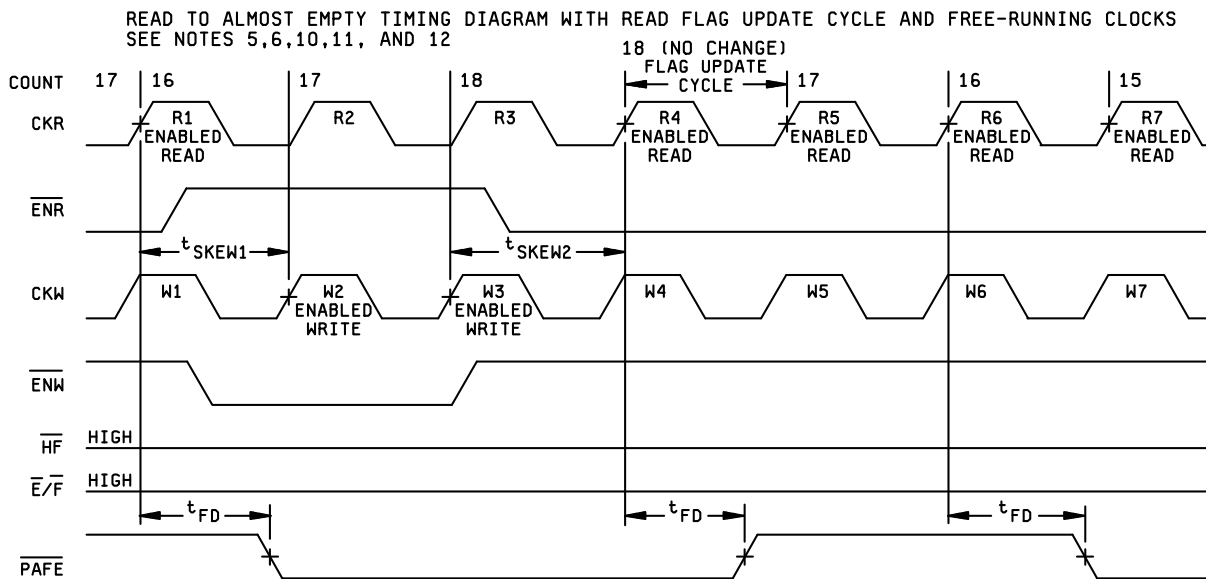 READ TO ALMOST EMPTY TIMING DIAGRAM WITH READ FLAG UPDATE CYCLE AND FREE-RUNNING CLOCKS
SEE NOTES 5,6,10,11, AND 12
18 (NO CHANGE)
FLAG UPDATE
CYCLE
COUNT 17 16 17 18 17 16 15
CKR
R1
ENABLED
READ
R2
R3
R4
ENABLED
READ
R5
ENABLED
READ
R6
ENABLED
READ
R7
ENABLED
READ
ENR
tSKEW1
tSKEW2
CKW
W1
W2
ENABLED
WRITE
W3
ENABLED
WRITE
W4
W5
W6
W7
ENW
HF HIGH
E/F HIGH
tFD
tFD
tFD
PAFE